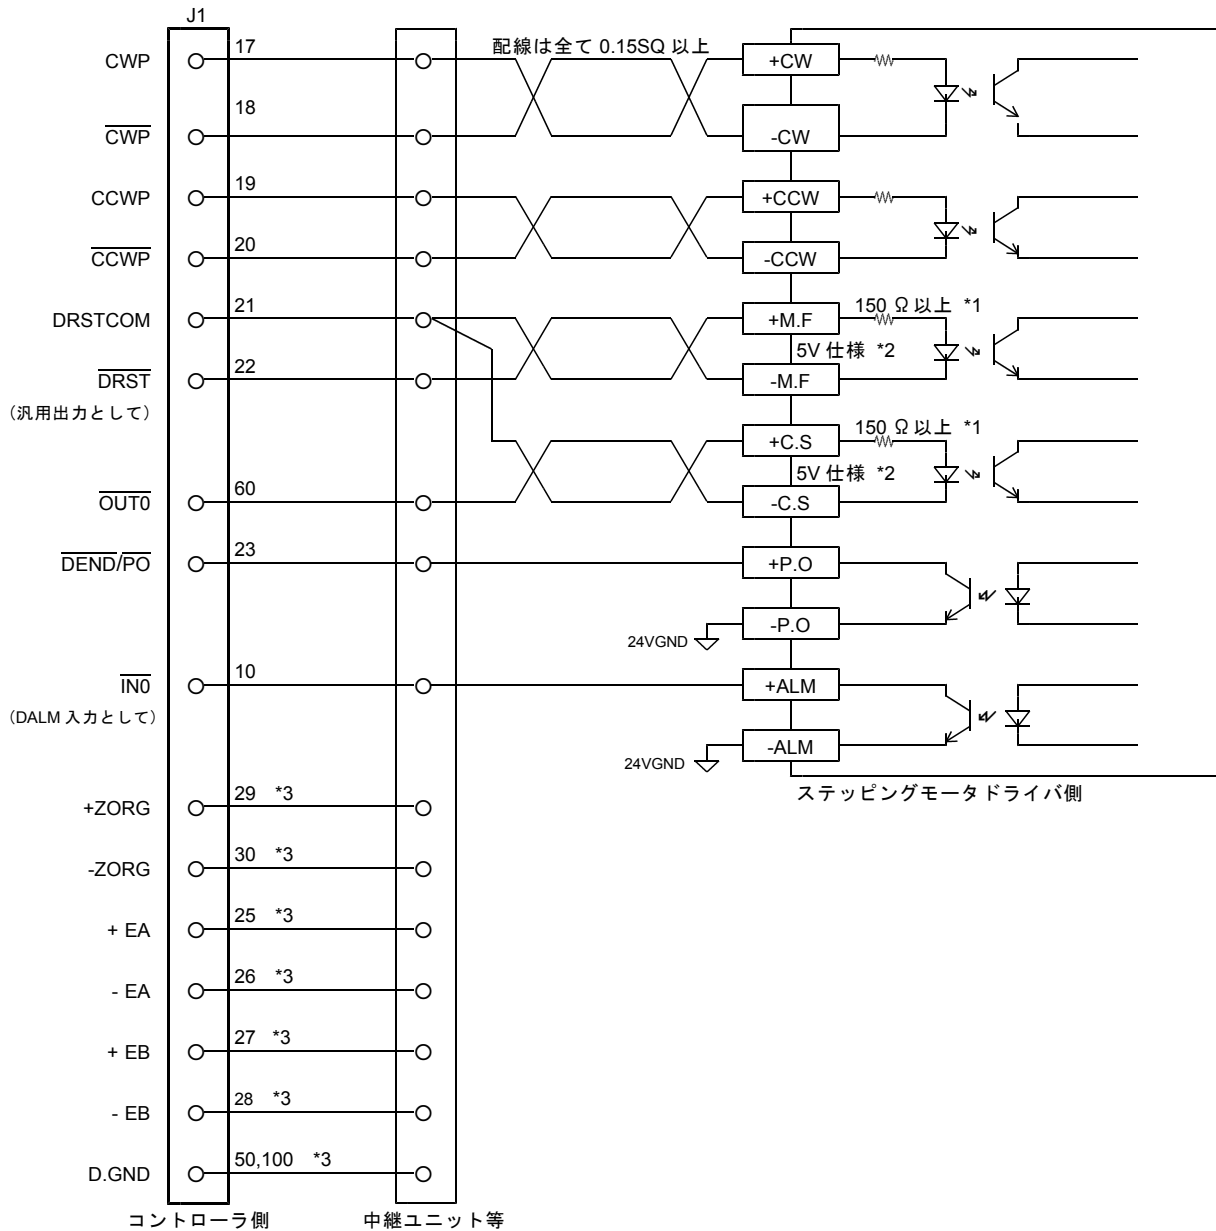 J1
CWP 17 配線は全て 0.15SQ 以上 +CW
CWP 18 -CW
CCWP 19 +CCW
CCWP 20 -CCW
DRSTCOM 21 +M.F 150 Ω 以上 *1
5V 仕様 *2
DRST 22 -M.F
（汎用出力として）
+C.S 150 Ω 以上 *1
5V 仕様 *2
OUT0 60 -C.S
DEND/PO 23 +P.O
24VGND -P.O
IN0 10 +ALM
（DALM 入力として）
24VGND -ALM
ステッピングモータドライバ側
+ZORG 29 *3
-ZORG 30 *3
+ EA 25 *3
- EA 26 *3
+ EB 27 *3
- EB 28 *3
D.GND 50,100 *3
コントローラ側 中継ユニット等